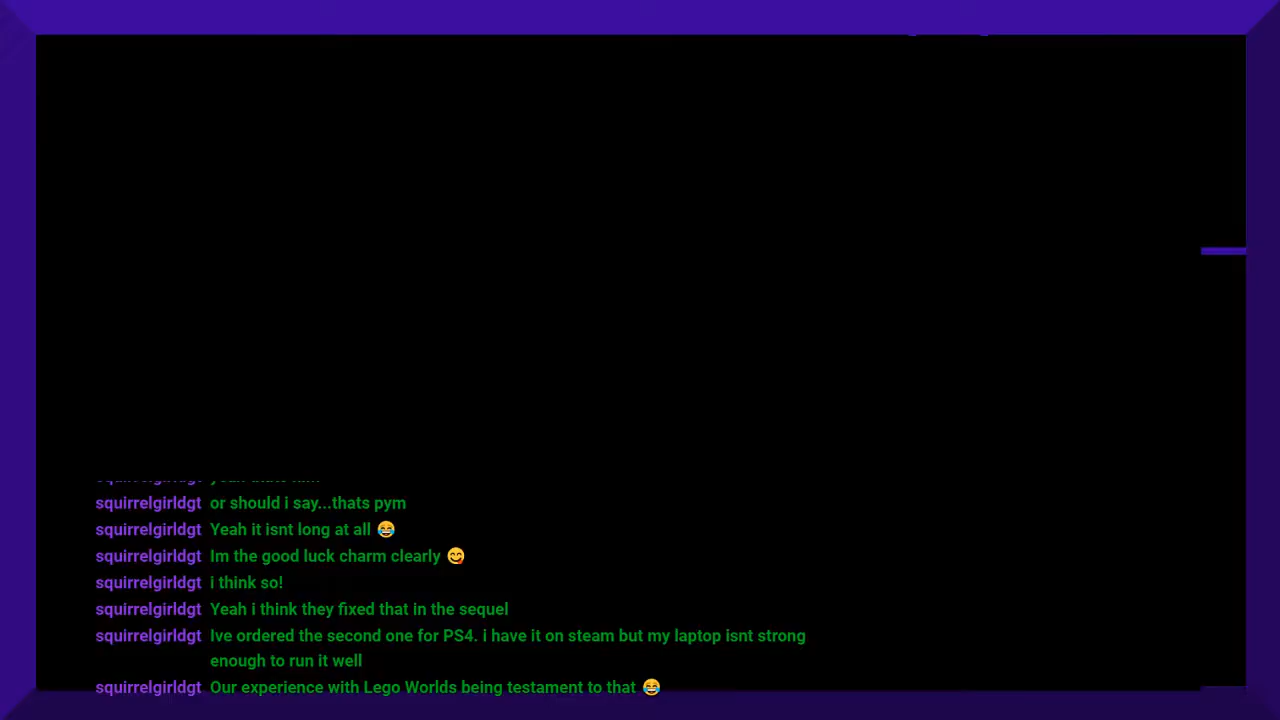 squirrelgirldgt or should i say...thats pym
squirrelgirldgt Yeah it isnt long at all 😂
squirrelgirldgt Im the good luck charm clearly 😋
squirrelgirldgt i think so!
squirrelgirldgt Yeah i think they fixed that in the sequel
squirrelgirldgt Ive ordered the second one for PS4. i have it on steam but my laptop isnt strong
enough to run it well
squirrelgirldgt Our experience with Lego Worlds being testament to that 😂